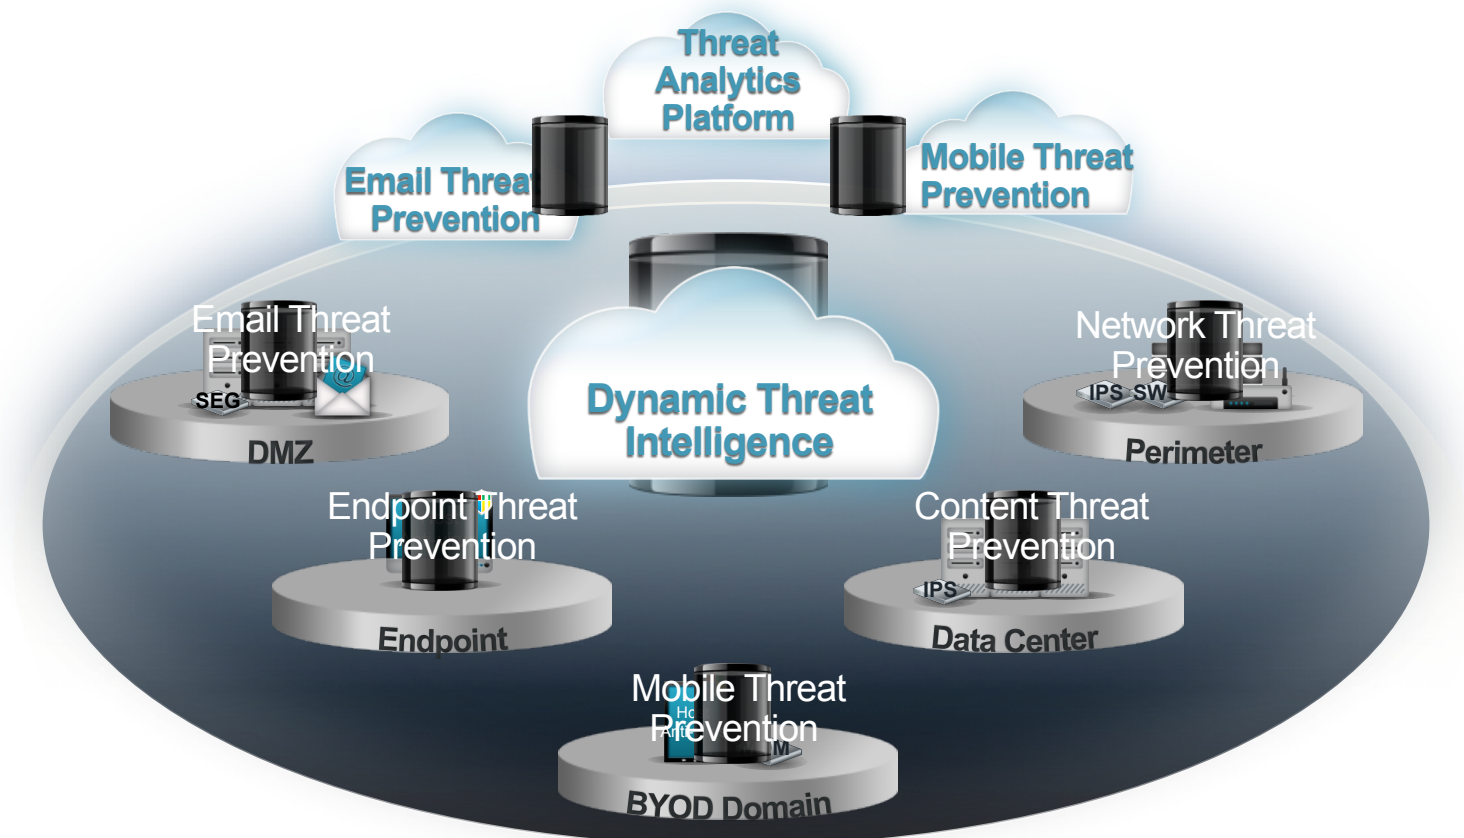 Threat
Analytics
Platform
Email Threat
Prevention
Mobile Threat
Prevention
Email Threat
Prevention
SEG
DMZ
Dynamic Threat
Intelligence
Network Threat
Prevention
IPS SW
Perimeter
Endpoint Threat
Prevention
Endpoint
Content Threat
Prevention
IPS
Data Center
Mobile Threat
Prevention
BYOD Domain